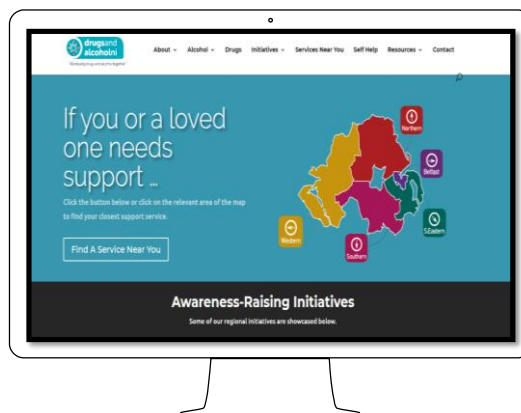 drugsand
alcoholni
About Alcohol Drugs Initiatives Services Near You Self Help Resources Contact
If you or a loved
one needs
support ...
Click the button below or click on the relevant area of the map
to find your closest support service.
Find A Service Near You
Northern
Belfast
S.Eastern
Western
Southern
Awareness-Raising Initiatives
Some of our regional initiatives are showcased below.